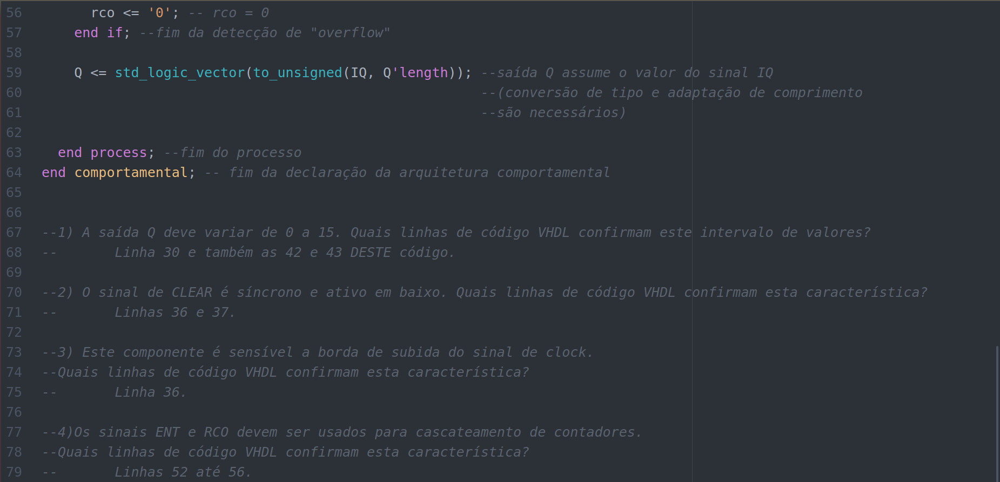 56 rco <= '0'; -- rco = 0
57 end if; --fim da detecção de "overflow"
58
59 Q <= std_logic_vector(to_unsigned(IQ, Q'length)); --saída Q assume o valor do sinal IQ
60 --(conversão de tipo e adaptação de comprimento
61 --são necessários)
62
63 end process; --fim do processo
64 end comportamental; -- fim da declaração da arquitetura comportamental
65
66
67 --1) A saída Q deve variar de 0 a 15. Quais linhas de código VHDL confirmam este intervalo de valores?
68 -- Linha 30 e também as 42 e 43 DESTE código.
69
70 --2) O sinal de CLEAR é síncrono e ativo em baixo. Quais linhas de código VHDL confirmam esta característica?
71 -- Linhas 36 e 37.
72
73 --3) Este componente é sensível a borda de subida do sinal de clock.
74 --Quais linhas de código VHDL confirmam esta característica?
75 -- Linha 36.
76
77 --4)Os sinais ENT e RCO devem ser usados para cascateamento de contadores.
78 --Quais linhas de código VHDL confirmam esta característica?
79 -- Linhas 52 até 56.